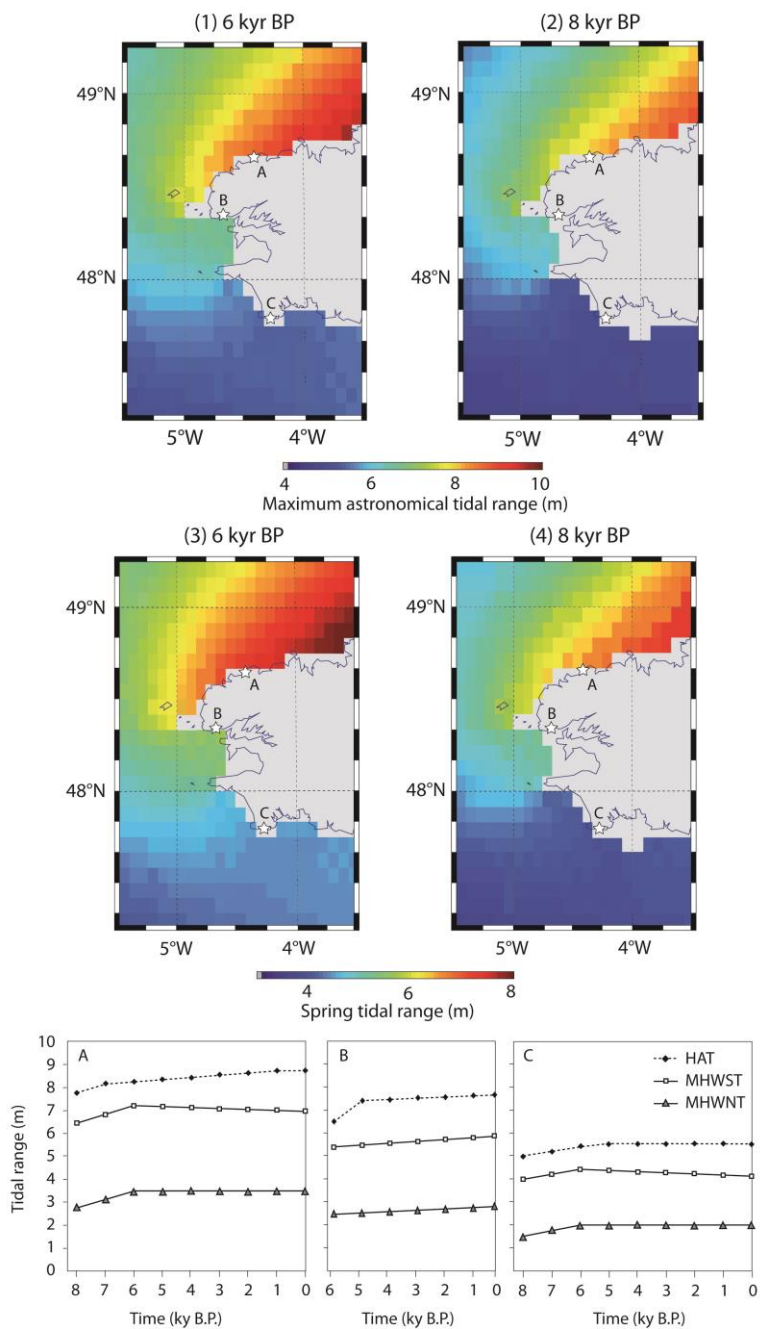 (1) 6 kyr BP
(2) 8 kyr BP
49°N
48°N
A
B
C
A
B
C
5°W
4°W
5°W
4°W
4
6
8
10
Maximum astronomical tidal range (m)
(3) 6 kyr BP
(4) 8 kyr BP
49°N
48°N
A
B
C
A
B
C
5°W
4°W
5°W
4°W
4
6
8
Spring tidal range (m)
Tidal range (m)
10
9
8
7
6
5
4
3
2
1
0
A
8 7 6 5 4 3 2 1 0
Time (ky B.P.)
B
6 5 4 3 2 1 0
Time (ky B.P.)
C
HAT
MHWST
MHWNT
8 7 6 5 4 3 2 1 0
Time (ky B.P.)